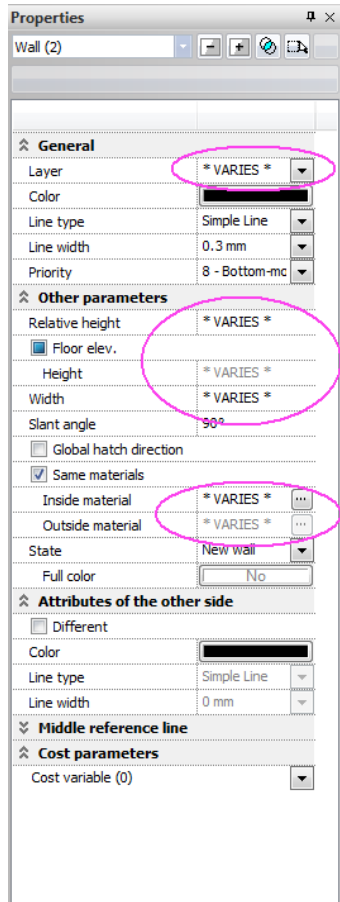 Properties
Wall (2)
General
Layer * VARIES *
Color
Line type Simple Line
Line width 0.3 mm
Priority 8 - Bottom-mo
Other parameters
Relative height * VARIES *
Floor elev.
Height * VARIES *
Width * VARIES *
Slant angle 90°
Global hatch direction
Same materials
Inside material * VARIES * ...
Outside material * VARIES * ...
State New wall
Full color No
Attributes of the other side
Different
Color
Line type Simple Line
Line width 0 mm
Middle reference line
Cost parameters
Cost variable (0)